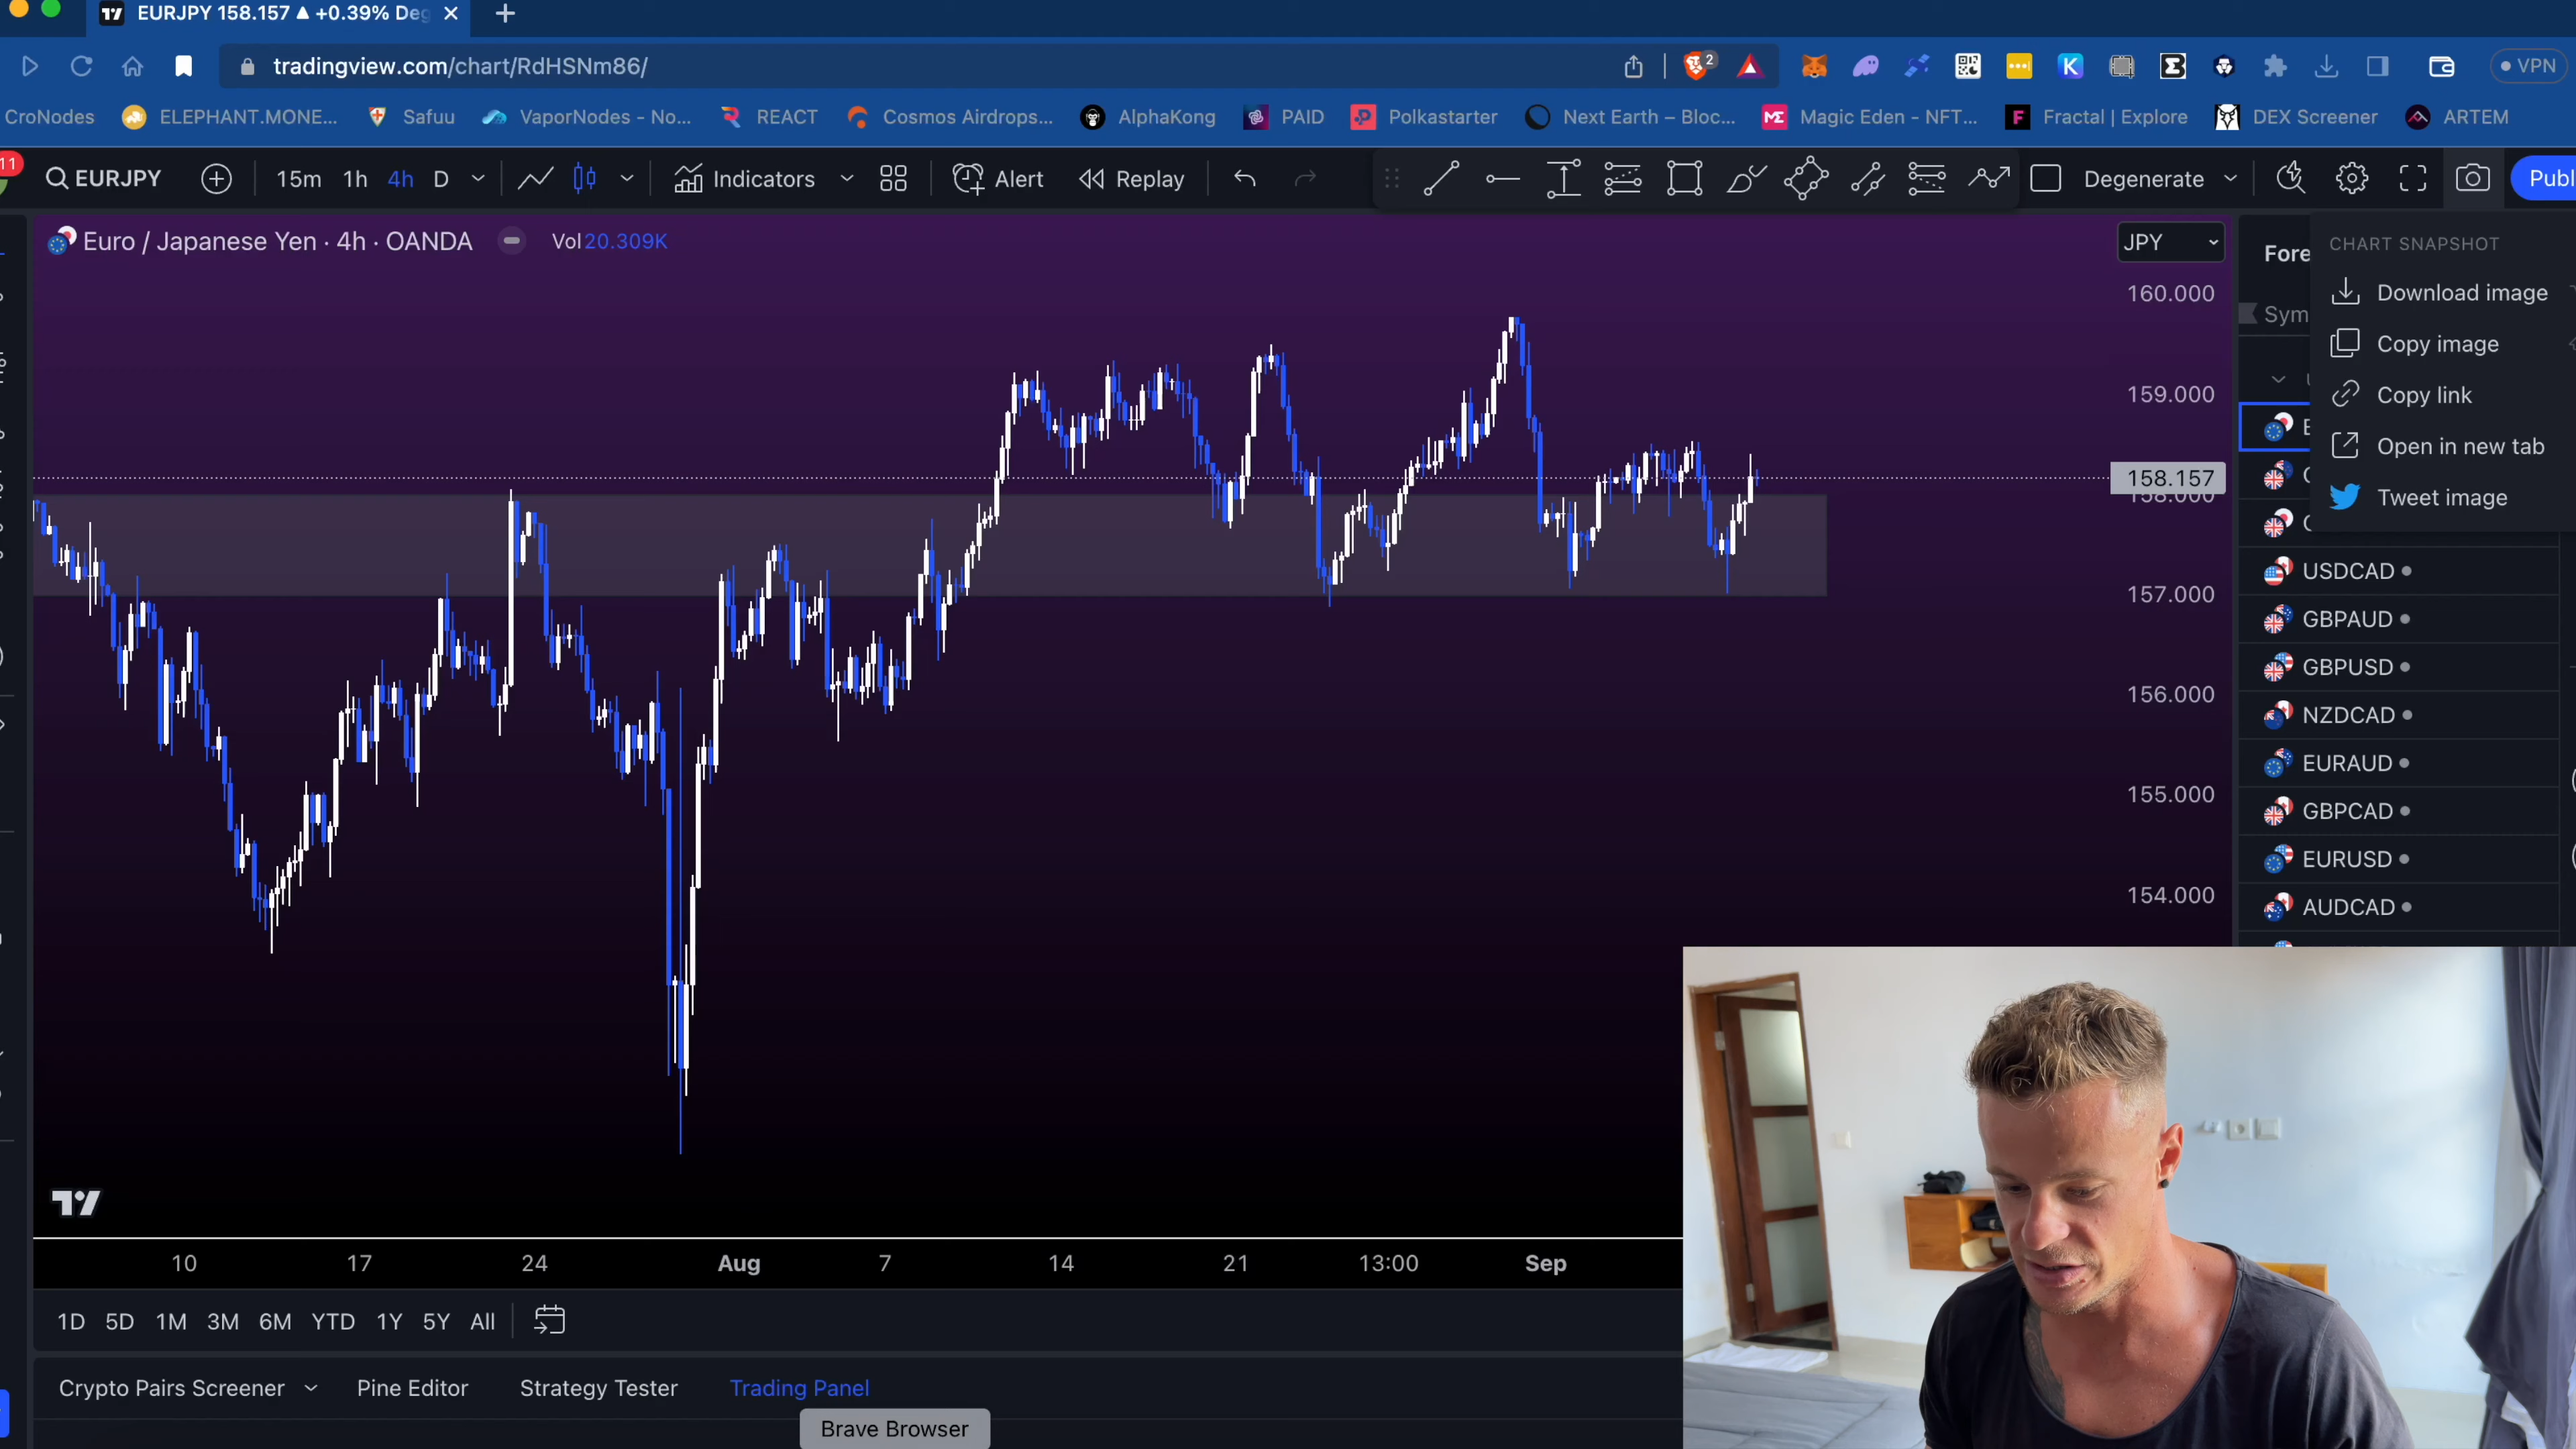 EURJPY 158.157 ▲ +0.39% Deg
tradingview.com/chart/RdHSNm86/
2
VPN
CroNodes
ELEPHANT.MONE...
Safuu
VaporNodes - No...
REACT
Cosmos Airdrops...
AlphaKong
PAID
Polkastarter
Next Earth – Bloc...
Magic Eden - NFT...
Fractal | Explore
DEX Screener
ARTEM
11
EURJPY
15m
1h
4h
D
Indicators
Alert
Replay
Degenerate
Publ
Euro / Japanese Yen · 4h · OANDA
Vol 20.309K
JPY
160.000
159.000
158.157
158.000
157.000
156.000
155.000
154.000
Fore
Sym
CHART SNAPSHOT
Download image
Copy image
Copy link
Open in new tab
Tweet image
USDCAD
GBPAUD
GBPUSD
NZDCAD
EURAUD
GBPCAD
EURUSD
AUDCAD
10
17
24
Aug
7
14
21
13:00
Sep
1D
5D
1M
3M
6M
YTD
1Y
5Y
All
Crypto Pairs Screener
Pine Editor
Strategy Tester
Trading Panel
Brave Browser